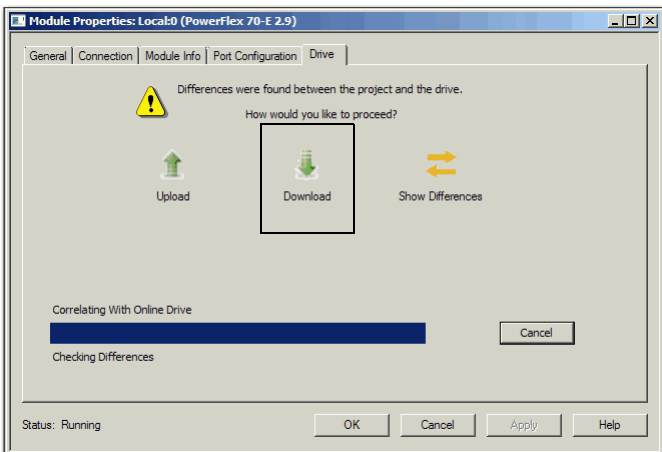 Module Properties: Local:0 (PowerFlex 70-E 2.9)
General Connection Module Info Port Configuration Drive
Differences were found between the project and the drive.
How would you like to proceed?
Upload Download Show Differences
Correlating With Online Drive
Cancel
Checking Differences
Status: Running OK Cancel Apply Help